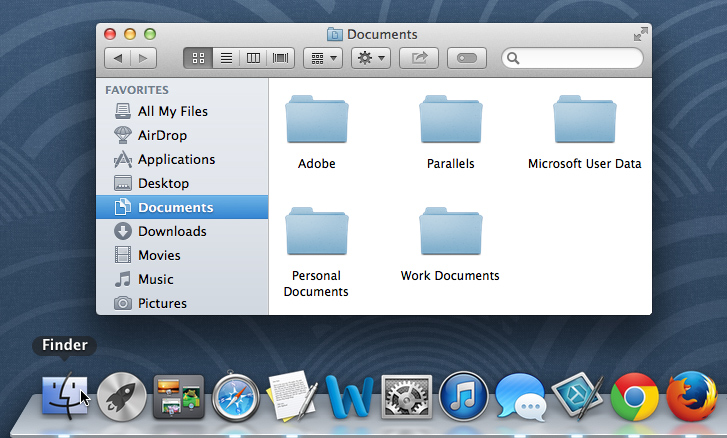 Documents
FAVORITES
All My Files
AirDrop
Applications
Desktop
Documents
Downloads
Movies
Music
Pictures
Adobe
Parallels
Microsoft User Data
Personal
Documents
Work Documents
Finder